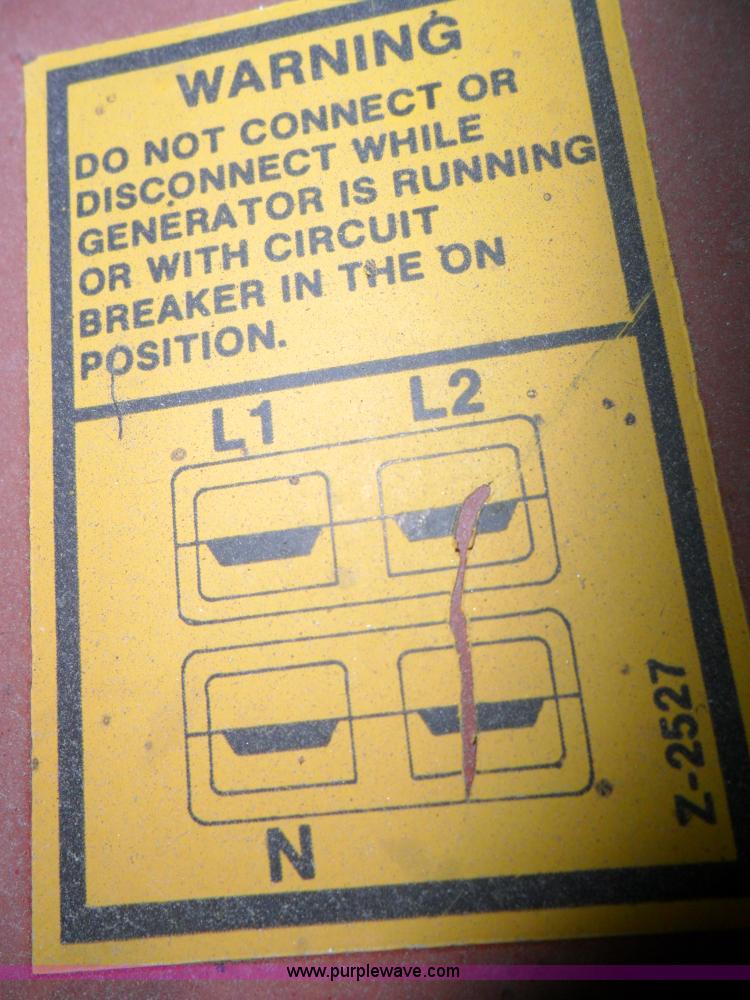 WARNING
DO NOT CONNECT OR
DISCONNECT WHILE
GENERATOR IS RUNNING
OR WITH CIRCUIT
BREAKER IN THE ON
POSITION.
L1 L2
N
Z-2527
www.purplewave.com